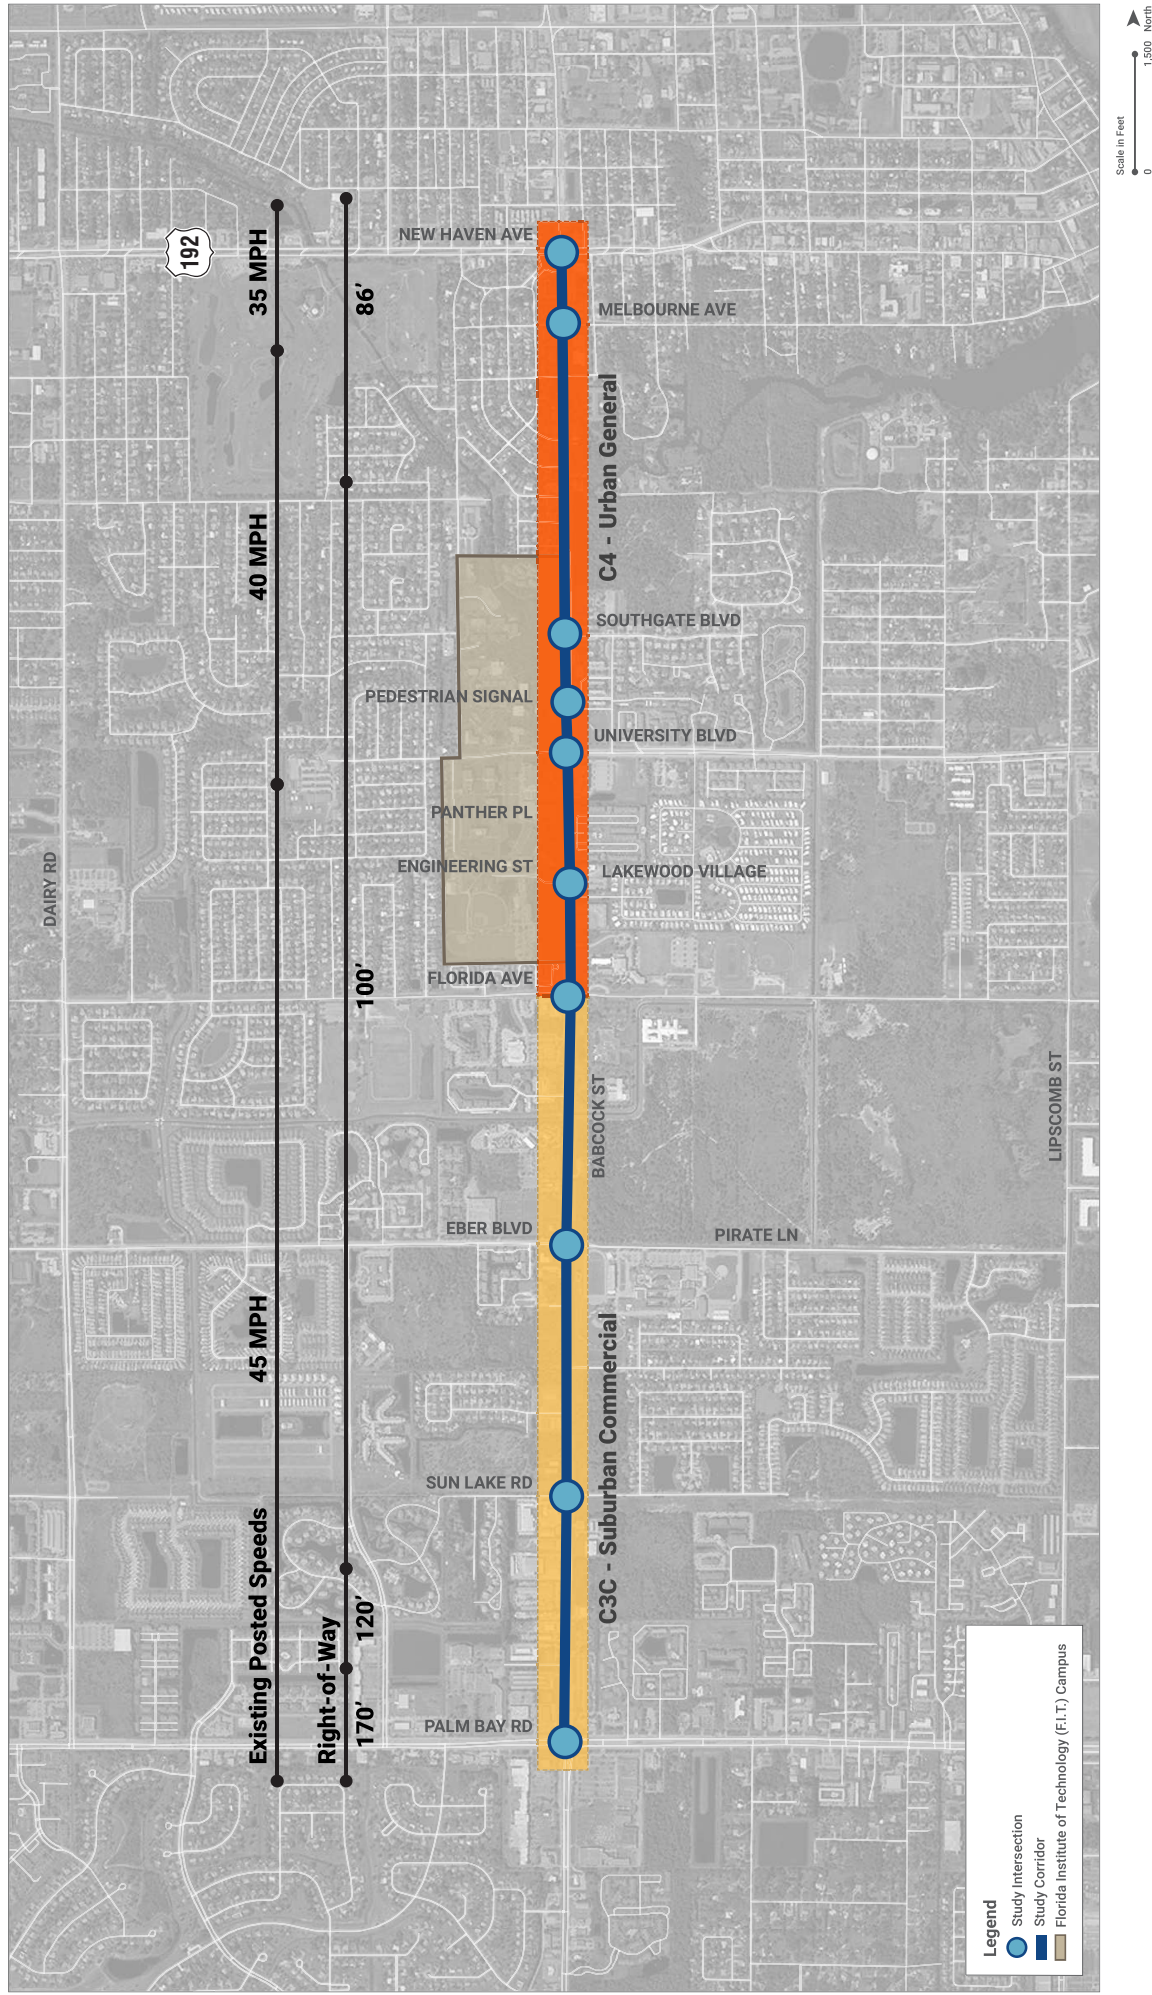 NEW HAVEN AVE
MELBOURNE AVE
SOUTHGATE BLVD
PEDESTRIAN SIGNAL
UNIVERSITY BLVD
PANTHER PL
ENGINEERING ST
LAKEWOOD VILLAGE
FLORIDA AVE
EBER BLVD
PIRATE LN
SUN LAKE RD
PALM BAY RD
192
35 MPH
40 MPH
45 MPH
Existing Posted Speeds
86’
100’
120’
170’
Right-of-Way
DAIRY RD
BABCOCK ST
LIPSCOMB ST
C4 - Urban General
C3C - Suburban Commercial
Legend
Study Intersection
Study Corridor
Florida Institute of Technology (F.I.T.) Campus
Scale in Feet
0
1,500
North